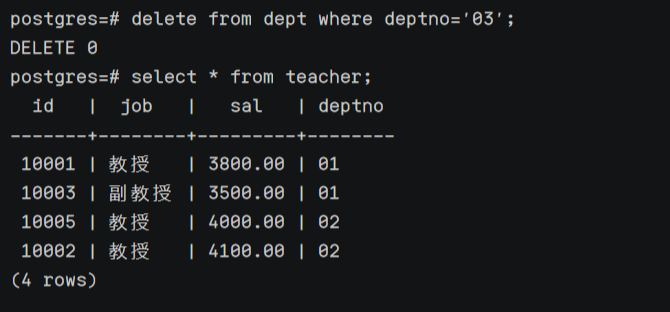 postgres=# delete from dept where deptno='03';
DELETE 0
postgres=# select * from teacher;
  id   |  job   |   sal   | deptno
-------+--------+---------+--------
 10001 | 教授   | 3800.00 | 01
 10003 | 副教授 | 3500.00 | 01
 10005 | 教授   | 4000.00 | 02
 10002 | 教授   | 4100.00 | 02
(4 rows)